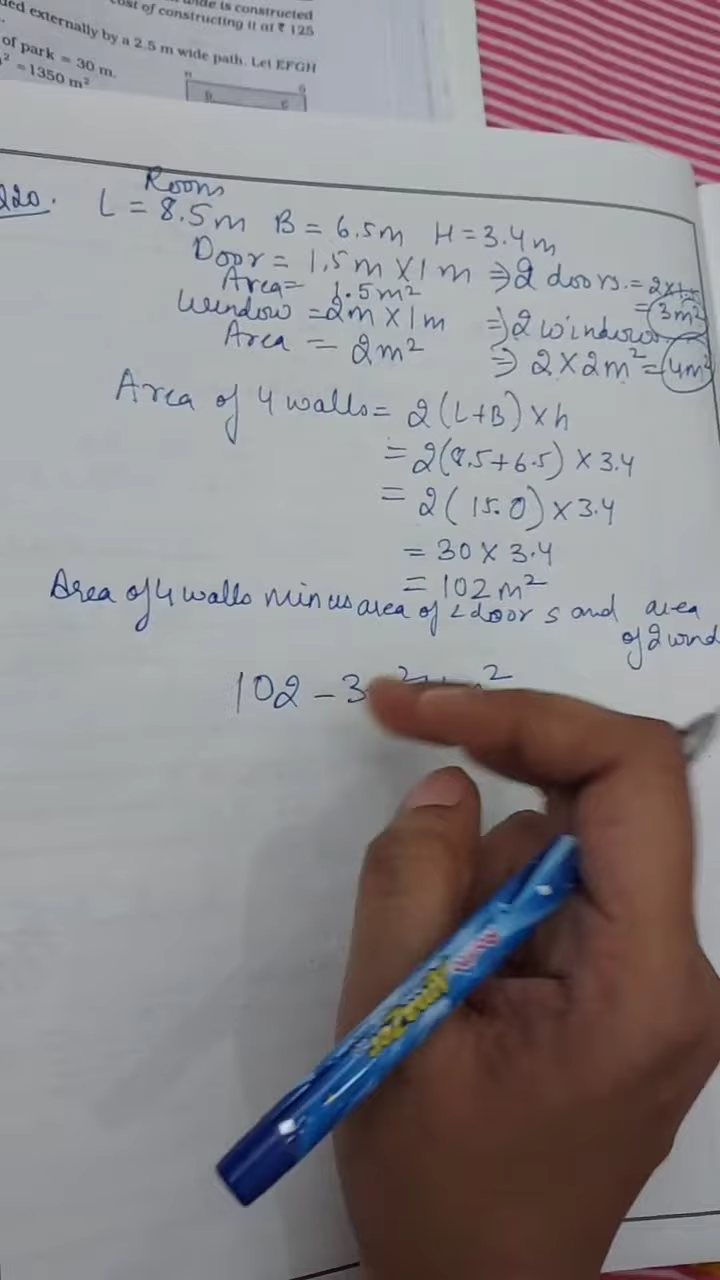 wide is constructed
cost of constructing it at ₹ 125
externally by a 2.5 m wide path. Let EFGH
of park = 30 m.
= 1350 m²
220. Room
L = 8.5m B = 6.5m H = 3.4m
Door = 1.5m X 1m ⇒ 2 doors. = 2x
Area = 1.5m² = 3m²
Window = 2m X 1m ⇒ 2 windows
Area = 2m² ⇒ 2 X 2m² = 4m²
Area of 4 walls = 2(L+B) X h
= 2(8.5+6.5) X 3.4
= 2(15.0) X 3.4
= 30 X 3.4
= 102m²
Area of 4 walls minus area of 2 doors and area
of 2 wind
102 - 3